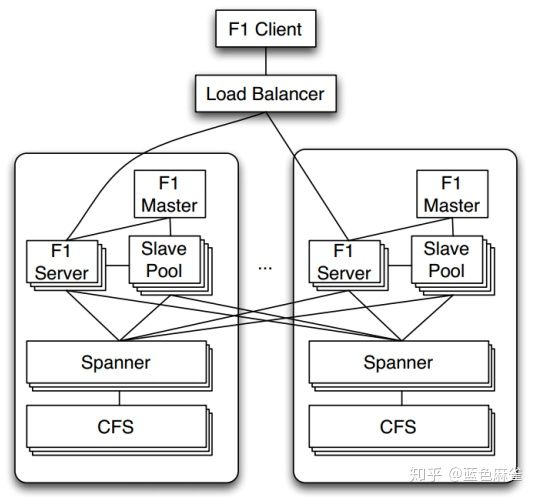 F1 Client
Load Balancer
F1
Master
F1
Server
Slave
Pool
Spanner
CFS
...
F1
Master
F1
Server
Slave
Pool
Spanner
CFS
知乎 @蓝色麻雀